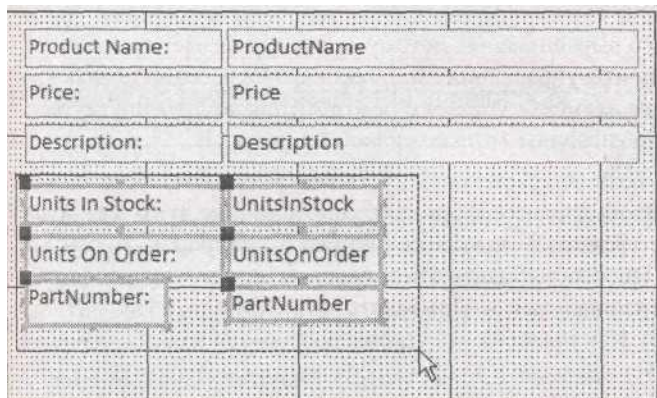 Product Name: ProductName
Price: Price
Description: Description
Units In Stock: UnitsInStock
Units On Order: UnitsOnOrder
PartNumber: PartNumber